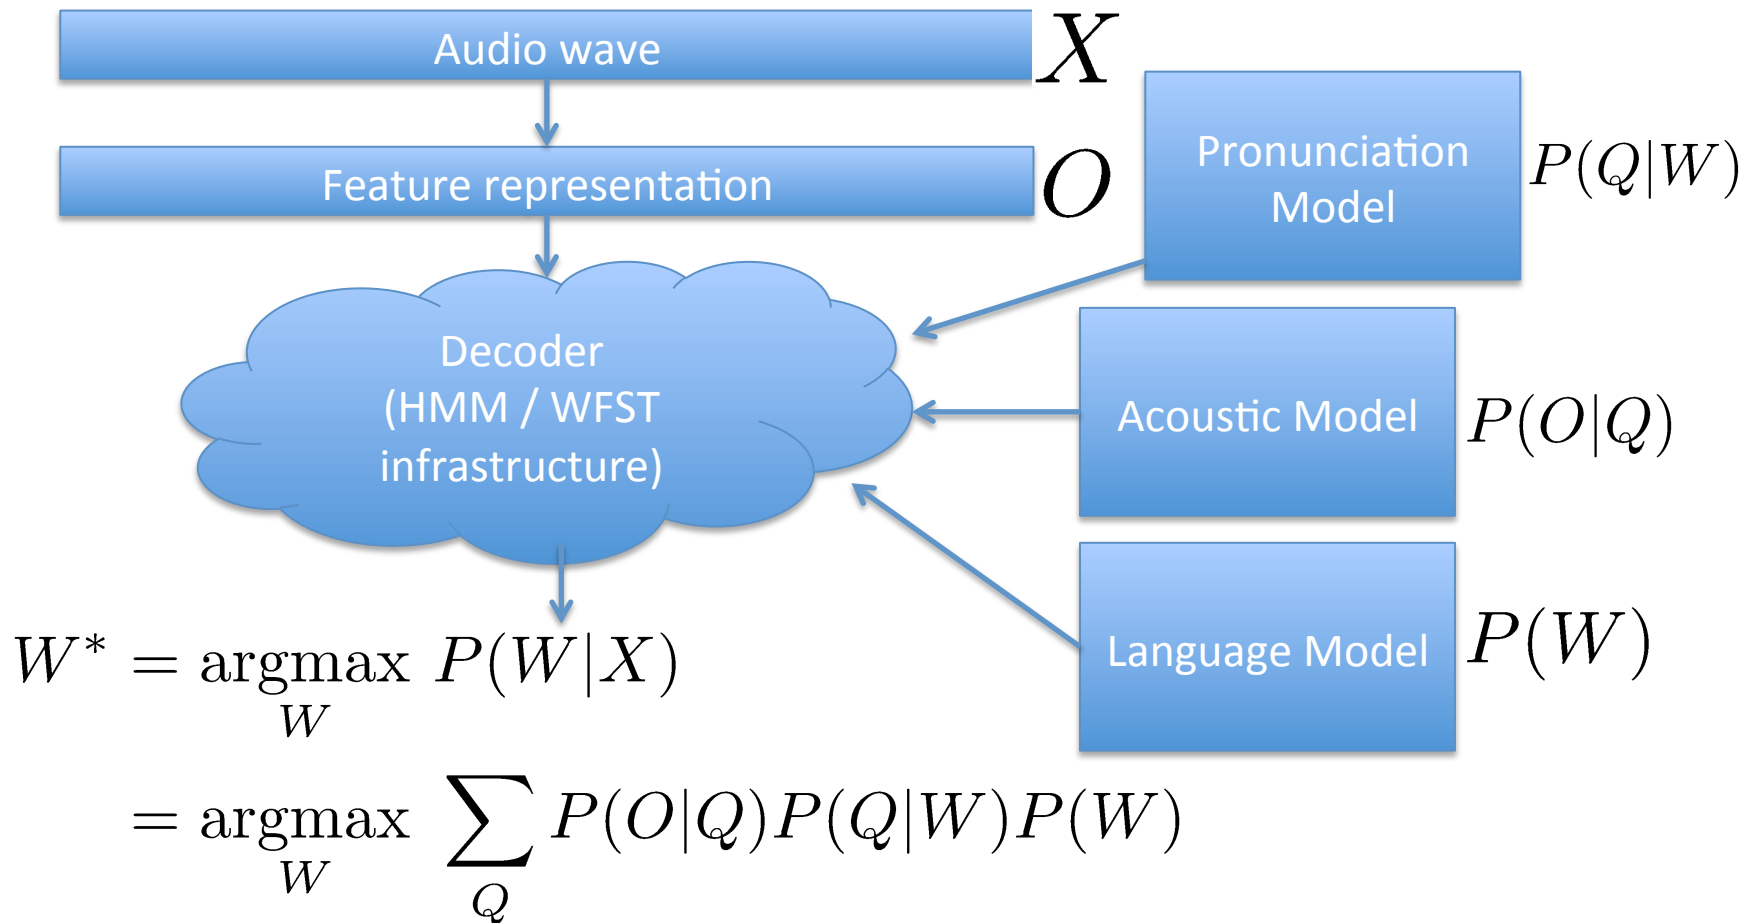 Audio wave
X
Feature representation
O
Pronunciation
Model
P(Q|W)
Decoder
(HMM / WFST
infrastructure)
Acoustic Model
P(O|Q)
Language Model
P(W)
W* = argmax P(W|X)
W
= argmax ∑ P(O|Q)P(Q|W)P(W)
W Q